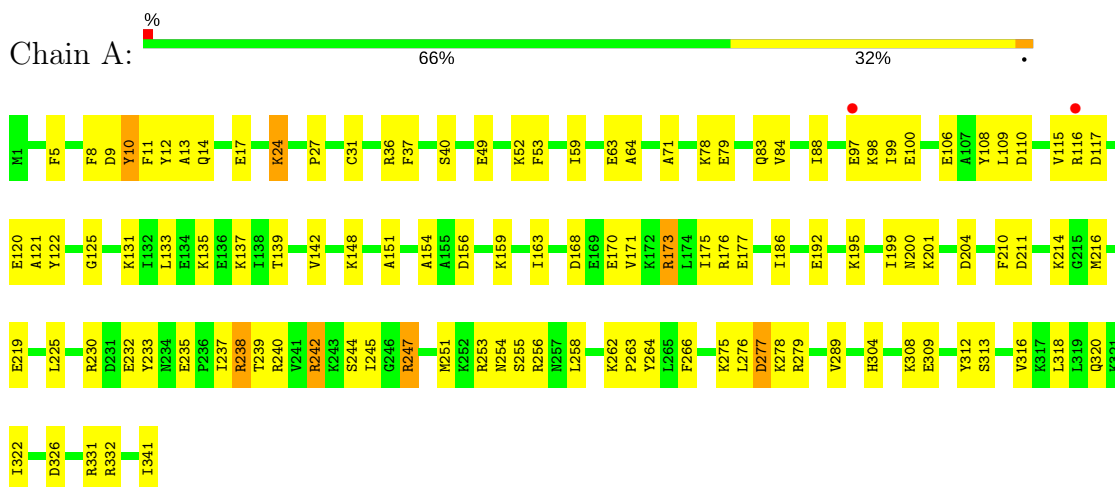 %
Chain A:
66% 32% •
M1 F5 F8 D9 Y10 F11 Y12 A13 Q14 E17 K24 P27 C31 R36 F37 S40 E49 K52 F53 I59 E63 A64 A71 K78 E79 Q83 V84 I88 E97 K98 I99 E100 E106 A107 Y108 L109 D110 V115 R116 D117
E120 A121 Y122 G125 K131 I132 L133 E134 K135 E136 K137 I138 T139 V142 K148 A151 A154 A155 D156 K159 I163 D168 E169 E170 V171 K172 R173 L174 I175 R176 E177 I186 E192 K195 I199 N200 K201 D204 F210 D211 K214 G215 M216
E219 L225 R230 D231 E232 Y233 N234 E235 P236 I237 R238 T239 R240 V241 R242 K243 S244 I245 G246 R247 M251 K252 R253 N254 S255 R256 N257 L258 K262 P263 Y264 L265 F266 K275 L276 D277 K278 R279 V289 H304 K308 E309 Y312 S313 V316 K317 L318 L319 Q320 K321
I322 D326 R331 R332 I341